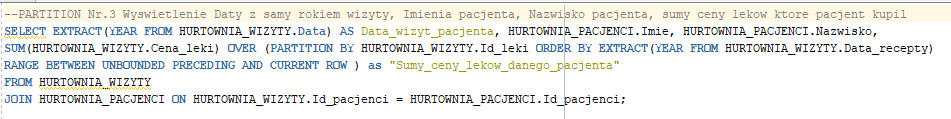 --PARTITION Nr.3 Wyswietlenie Daty z samy rokiem wizyty, Imienia pacjenta, Nazwisko pacjenta, sumy ceny lekow ktore pacjent kupil
SELECT EXTRACT(YEAR FROM HURTOWNIA_WIZYTY.Data) AS Data_wizyt_pacjenta, HURTOWNIA_PACJENCI.Imie, HURTOWNIA_PACJENCI.Nazwisko,
SUM(HURTOWNIA_WIZYTY.Cena_leki) OVER (PARTITION BY HURTOWNIA_WIZYTY.Id_leki ORDER BY EXTRACT(YEAR FROM HURTOWNIA_WIZYTY.Data_recepty)
RANGE BETWEEN UNBOUNDED PRECEDING AND CURRENT ROW ) as "Sumy_ceny_lekow_danego_pacjenta"
FROM HURTOWNIA_WIZYTY
JOIN HURTOWNIA_PACJENCI ON HURTOWNIA_WIZYTY.Id_pacjenci = HURTOWNIA_PACJENCI.Id_pacjenci;